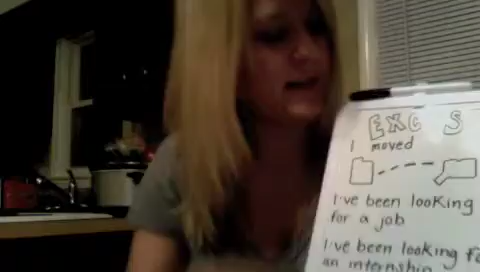 EXC S
I moved
I've been looking
for a job
I've been looking
an internship